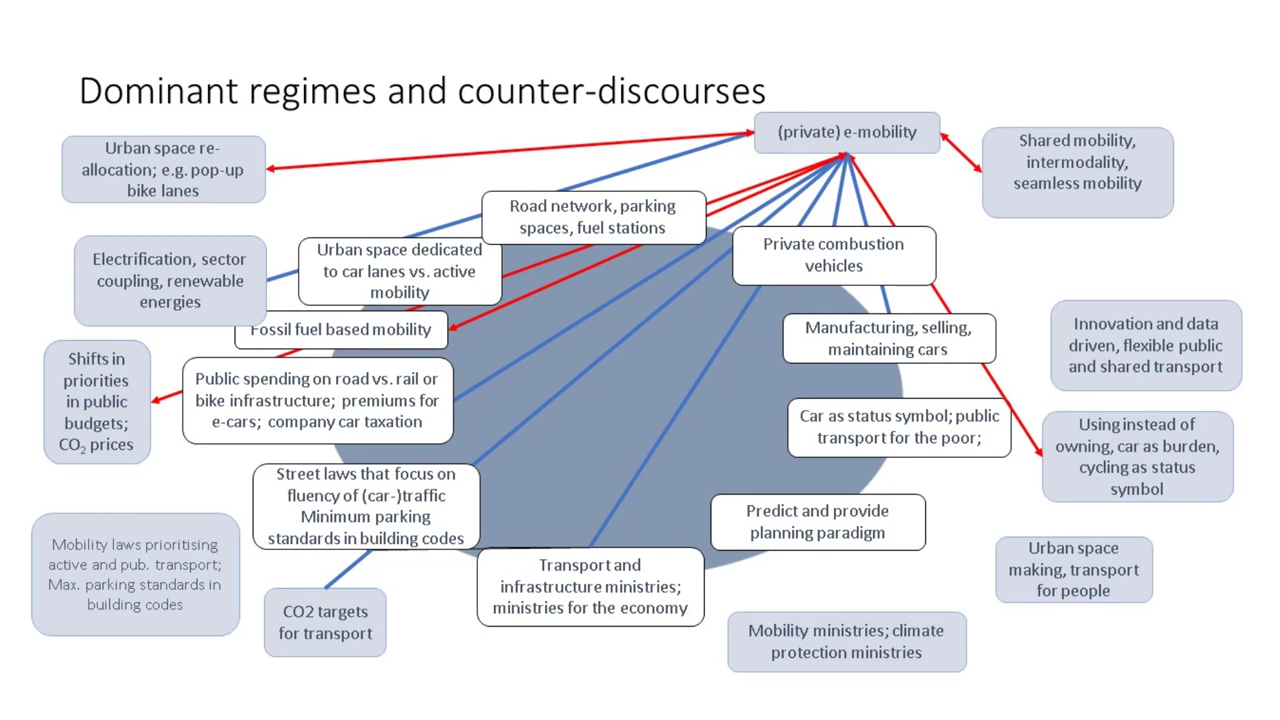 Dominant regimes and counter-discourses
(private) e-mobility
Urban space re-
allocation; e.g. pop-up
bike lanes
Shared mobility,
intermodality,
seamless mobility
Road network, parking
spaces, fuel stations
Urban space dedicated
to car lanes vs. active
mobility
Private combustion
vehicles
Electrification, sector
coupling, renewable
energies
Fossil fuel based mobility
Manufacturing, selling,
maintaining cars
Innovation and data
driven, flexible public
and shared transport
Shifts in
priorities
in public
budgets;
CO₂ prices
Public spending on road vs. rail or
bike infrastructure; premiums for
e-cars; company car taxation
Car as status symbol; public
transport for the poor;
Using instead of
owning, car as burden,
cycling as status
symbol
Street laws that focus on
fluency of (car-)traffic
Minimum parking
standards in building codes
Predict and provide
planning paradigm
Mobility laws prioritising
active and pub. transport;
Max. parking standards in
building codes
Transport and
infrastructure ministries;
ministries for the economy
Urban space
making, transport
for people
CO2 targets
for transport
Mobility ministries; climate
protection ministries